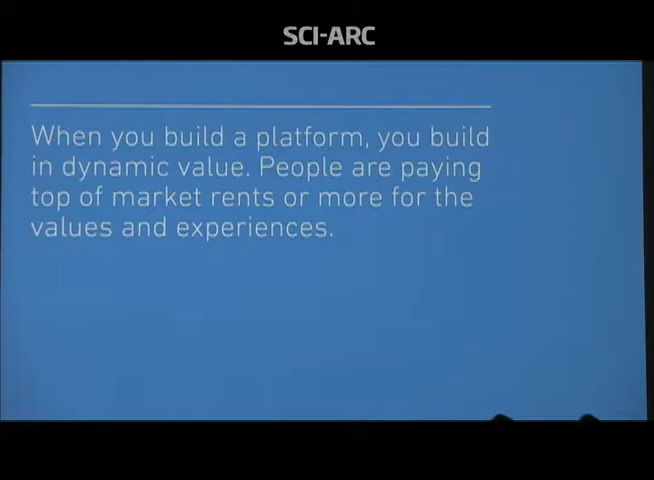 SCI-ARC
When you build a platform, you build
in dynamic value. People are paying
top of market rents or more for the
values and experiences.